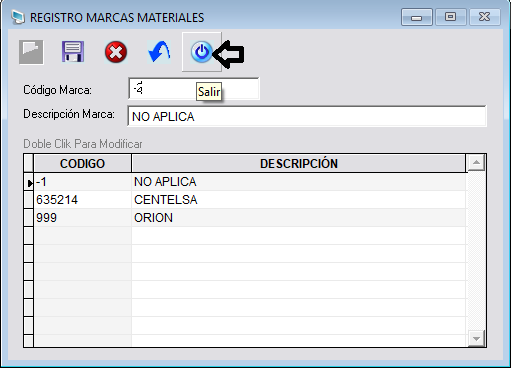 REGISTRO MARCAS MATERIALES
Código Marca:
Salir
Descripción Marca: NO APLICA
Doble Clik Para Modificar
CODIGO DESCRIPCIÓN
-1 NO APLICA
635214 CENTELSA
999 ORION